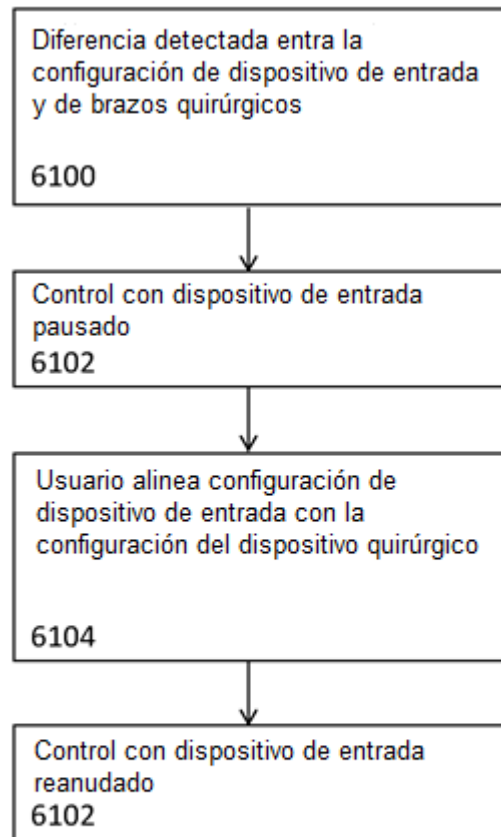 Diferencia detectada entra la
configuración de dispositivo de entrada
y de brazos quirúrgicos
6100
Control con dispositivo de entrada
pausado
6102
Usuario alinea configuración de
dispositivo de entrada con la
configuración del dispositivo quirúrgico
6104
Control con dispositivo de entrada
reanudado
6102